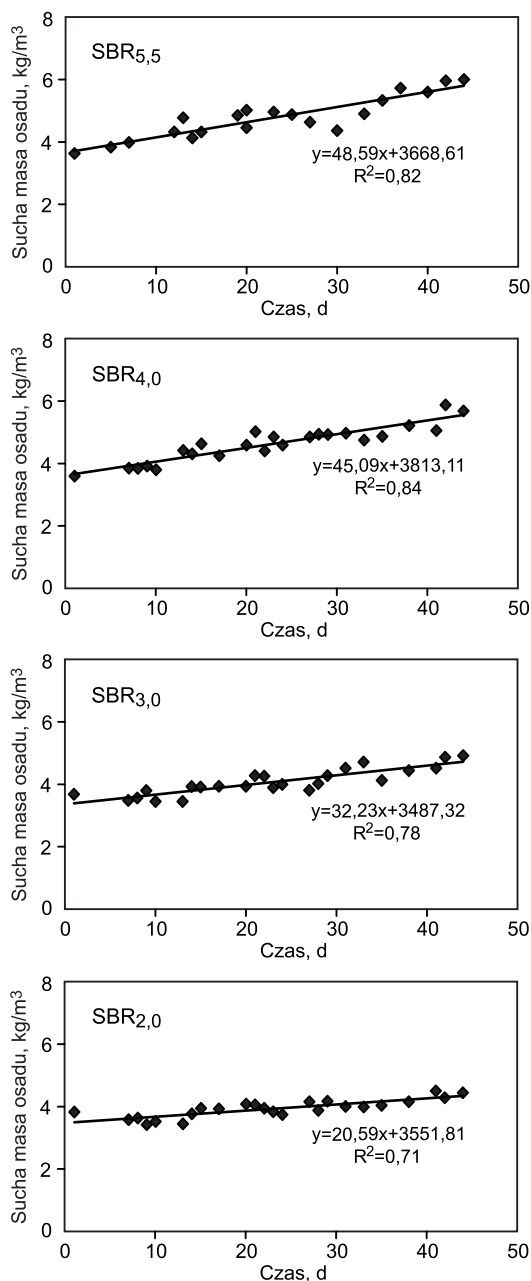 8
SBR5,5
6
4
y=48,59x+3668,61
R2=0,82
2
0
0 10 20 30 40 50
Sucha masa osadu, kg/m3
Czas, d
8
SBR4,0
6
4
y=45,09x+3813,11
R2=0,84
2
0
0 10 20 30 40 50
Sucha masa osadu, kg/m3
Czas, d
8
SBR3,0
6
4
y=32,23x+3487,32
R2=0,78
2
0
0 10 20 30 40 50
Sucha masa osadu, kg/m3
Czas, d
8
SBR2,0
6
4
y=20,59x+3551,81
R2=0,71
2
0
0 10 20 30 40 50
Sucha masa osadu, kg/m3
Czas, d